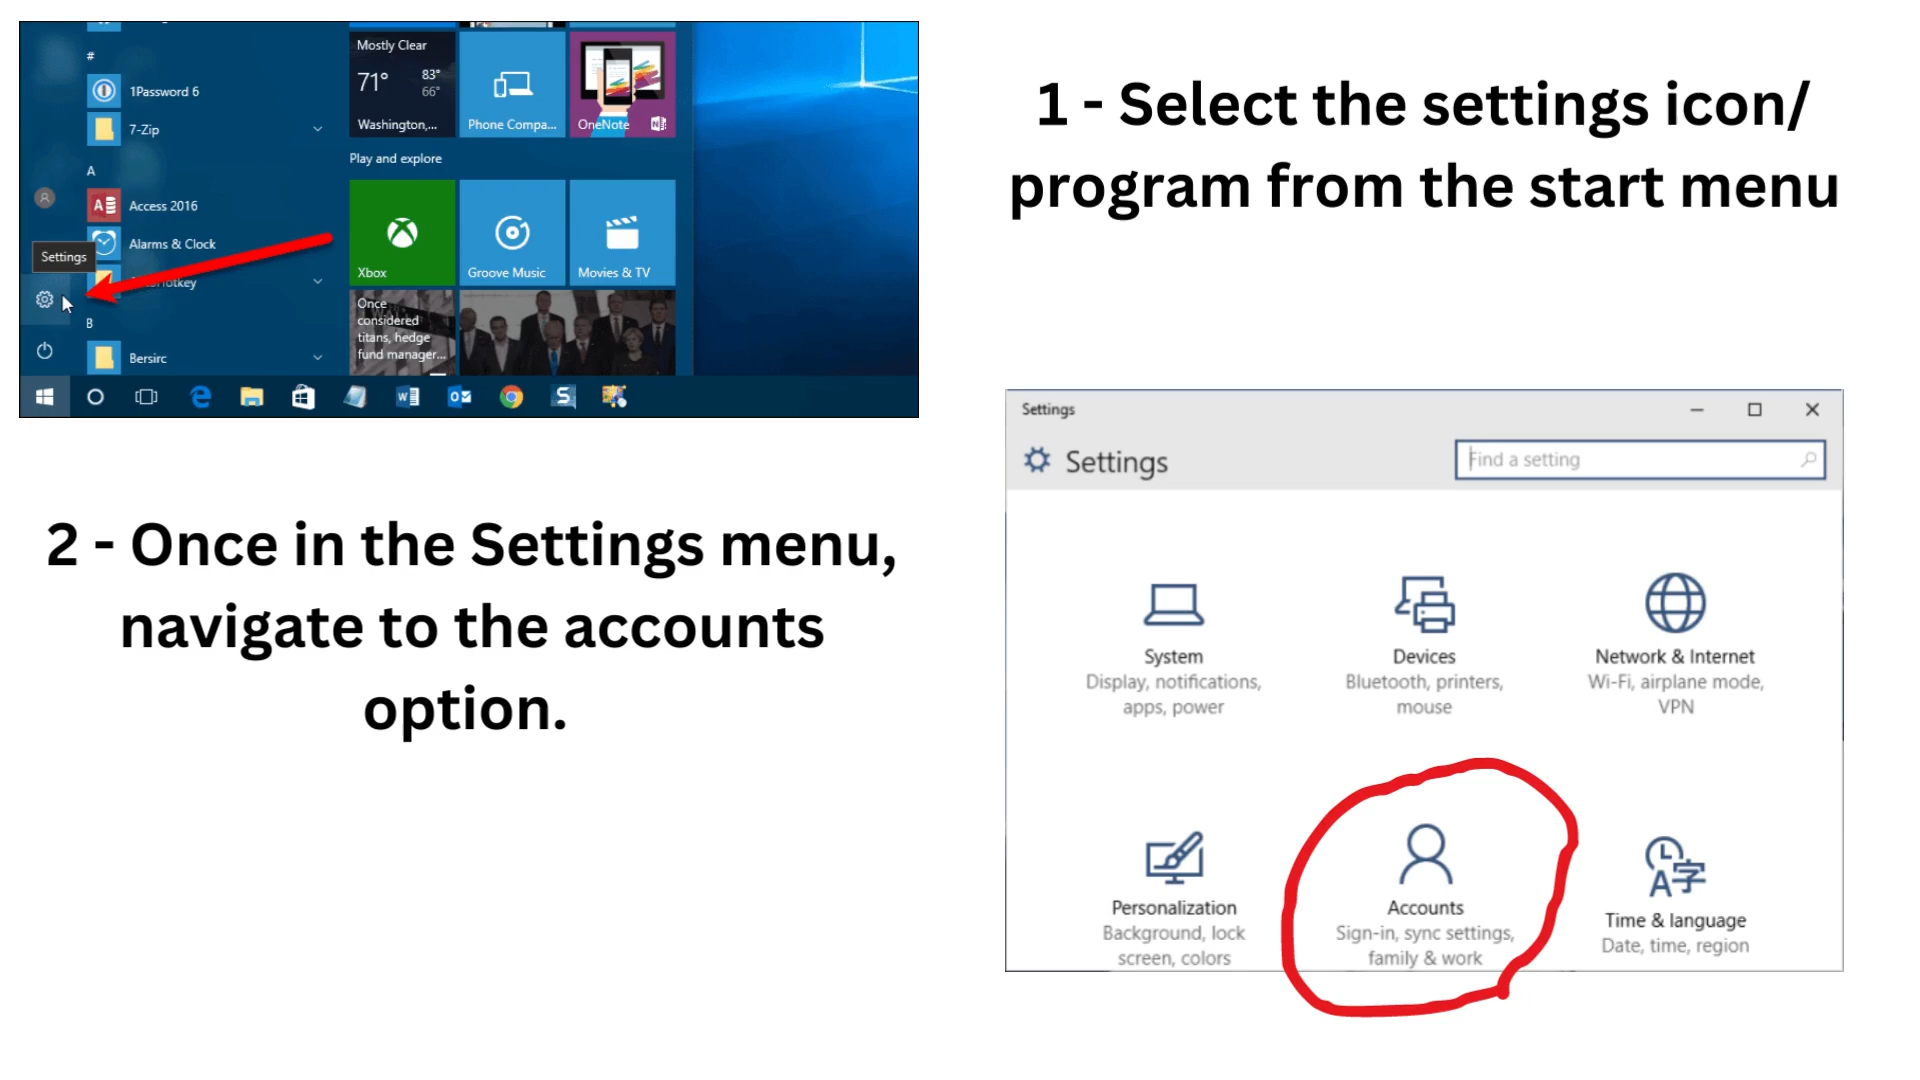 #
1Password 6
7-Zip
A
Access 2016
Alarms & Clock
Settings
B
Bersirc
Mostly Clear
71°
83°
66°
Washington,...
Phone Compa...
OneNote
N
Play and explore
Xbox
Groove Music
Movies & TV
Once
considered
titans, hedge
fund manager...
1 - Select the settings icon/
program from the start menu
2 - Once in the Settings menu,
navigate to the accounts
option.
Settings
Settings
Find a setting
System
Display, notifications,
apps, power
Devices
Bluetooth, printers,
mouse
Network & Internet
Wi-Fi, airplane mode,
VPN
Personalization
Background, lock
screen, colors
Accounts
Sign-in, sync settings,
family & work
Time & language
Date, time, region